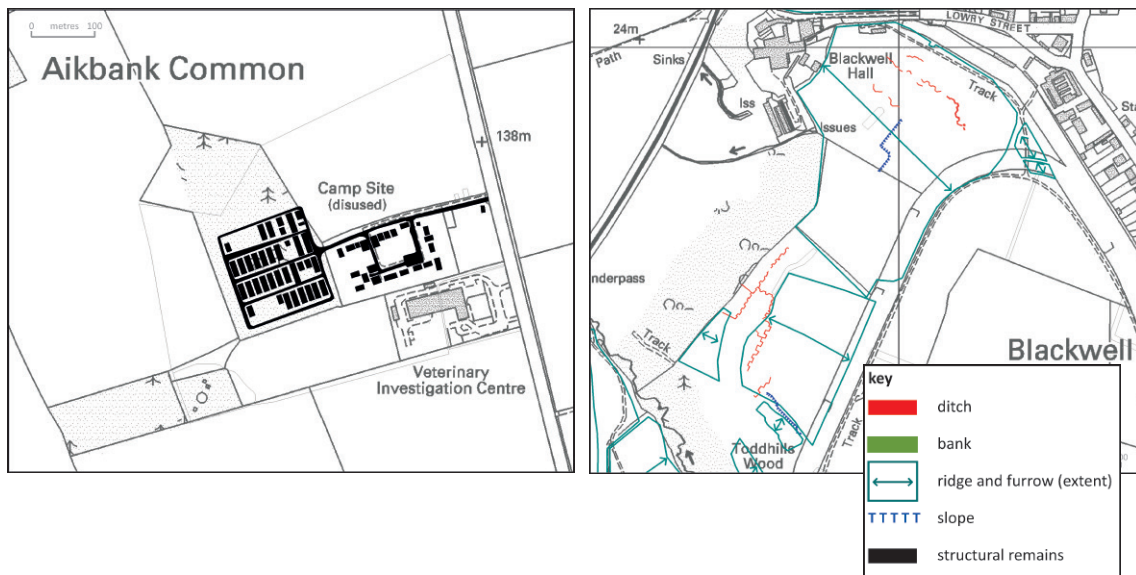 0 metres 100
Aikbank Common
138m
Camp Site
(disused)
Veterinary
Investigation Centre
LOWRY STREET
24m
Path
Sinks
Blackwell
Hall
Track
Iss
Issues
Sta
nderpass
Track
Blackwell
Track
Toddhills
Wood
00
key
ditch
bank
ridge and furrow (extent)
slope
structural remains